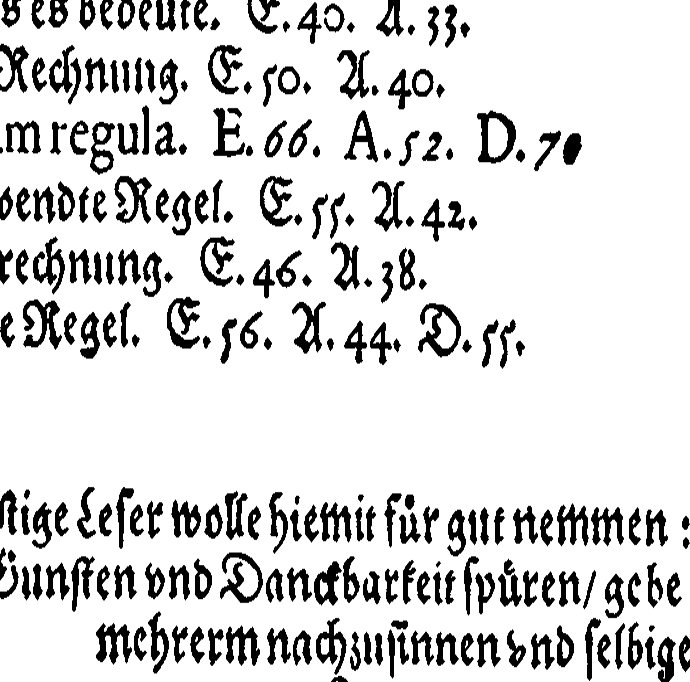 s es bedeute. E. 40. A. 33.
Rechnung. E. 50. A. 40.
m regula. E. 66. A. 52. D. 70
wendte Regel. E. 55. A. 42.
rechnung. E. 46. A. 38.
e Regel. E. 56. A. 44. D. 55.
stige Leser wolle hiemit für gut nemmen :
Gunsten vnd Danckbarkeit spüren/ gebe
mehrerm nachzusinnen vnd selbige